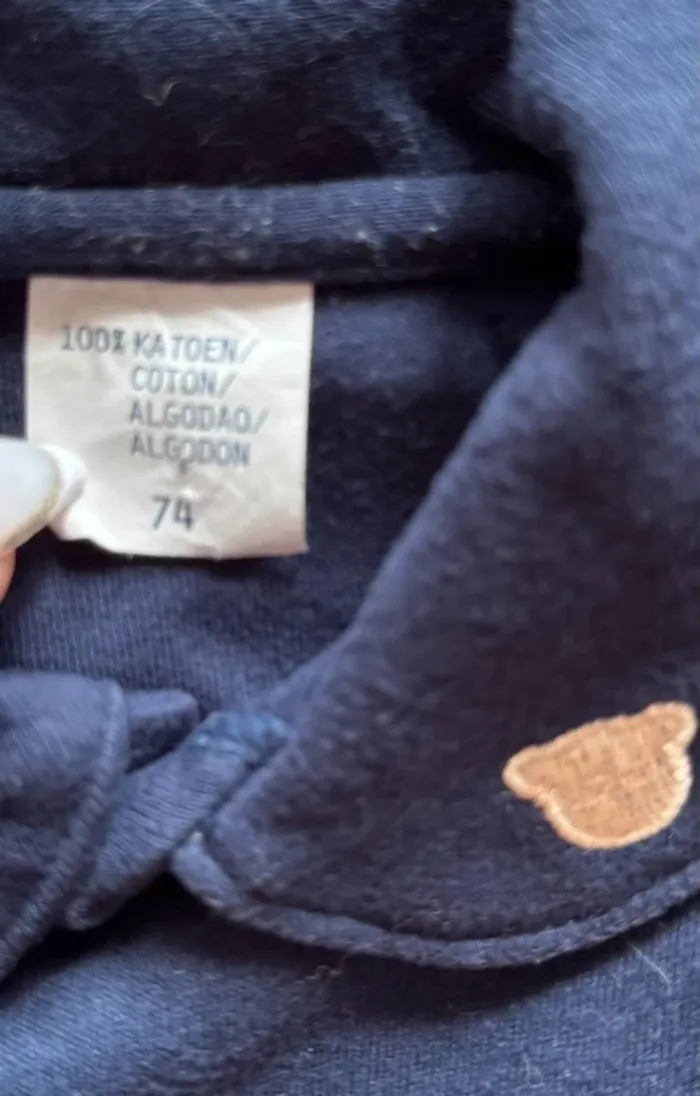 100% KATOEN/
COTON/
ALGODAO/
ALGODON
74